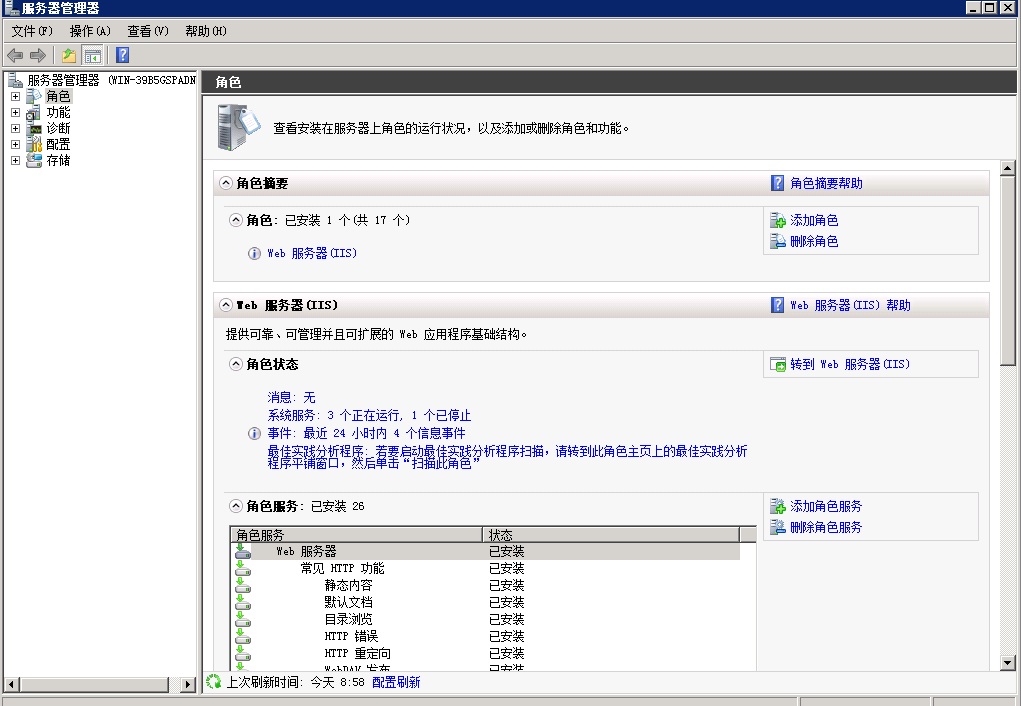 服务器管理器
文件(F) 操作(A) 查看(V) 帮助(H)
服务器管理器 (WIN-39B5GSPADN
角色
功能
诊断
配置
存储
角色
查看安装在服务器上角色的运行状况，以及添加或删除角色和功能。
角色摘要
角色摘要帮助
角色: 已安装 1 个(共 17 个)
添加角色
删除角色
Web 服务器(IIS)
Web 服务器(IIS)
Web 服务器(IIS) 帮助
提供可靠、可管理并且可扩展的 Web 应用程序基础结构。
角色状态
转到 Web 服务器(IIS)
消息: 无
系统服务: 3 个正在运行, 1 个已停止
事件: 最近 24 小时内 4 个信息事件
最佳实践分析程序: 若要启动最佳实践分析程序扫描，请转到此角色主页上的最佳实践分析
程序平铺窗口，然后单击“扫描此角色”
角色服务: 已安装 26
添加角色服务
删除角色服务
角色服务 状态
Web 服务器 已安装
常见 HTTP 功能 已安装
静态内容 已安装
默认文档 已安装
目录浏览 已安装
HTTP 错误 已安装
HTTP 重定向 已安装
WebDAV 发布 已安装
上次刷新时间: 今天 8:58 配置刷新